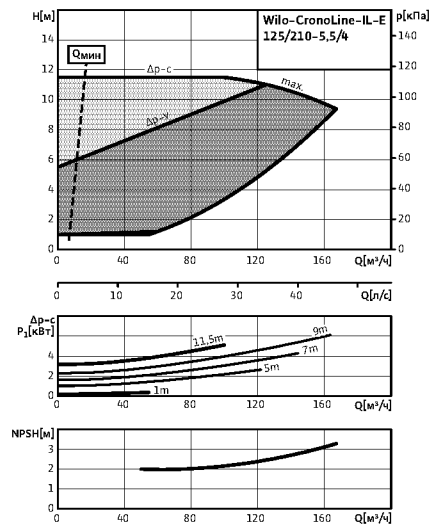 H[м]
Wilo-CronoLine-IL-E
125/210-5,5/4
p[кПа]
14
12
10
8
6
4
2
0
Qмин
Δp-c
Δp-v
max.
140
120
100
80
60
40
20
0
0 40 80 120 160 Q[м³/ч]
0 10 20 30 40 Q[л/с]
Δp-c
P₁[кВт]
4
2
0
11,5m
9m
7m
5m
1m
0 40 80 120 160 Q[м³/ч]
NPSH[м]
3
2
1
0 40 80 120 160 Q[м³/ч]